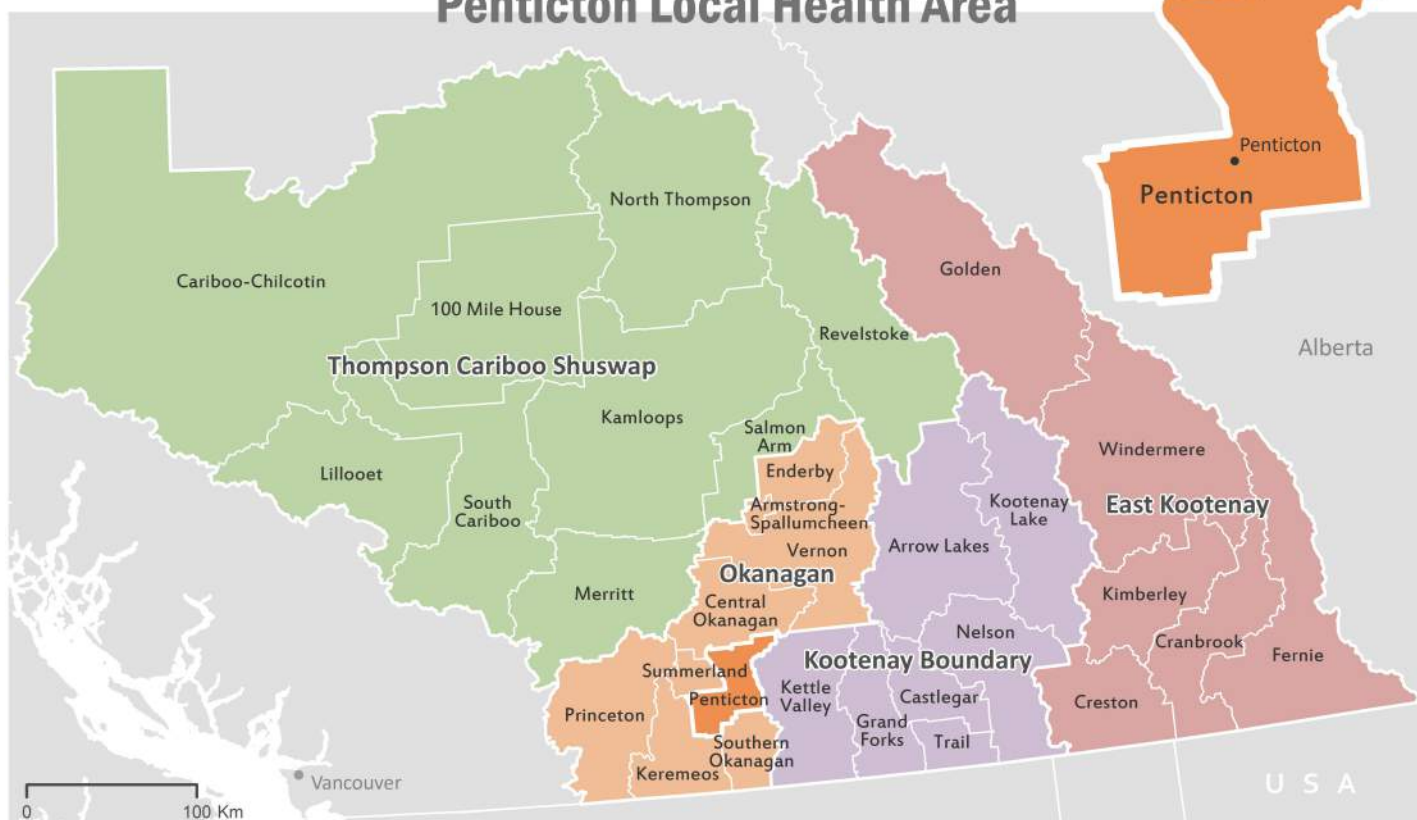 Penticton Local Health Area
Penticton
Penticton
North Thompson
Golden
Cariboo-Chilcotin
100 Mile House
Revelstoke
Alberta
Thompson Cariboo Shuswap
Kamloops
Salmon
Arm
Windermere
Lillooet
Enderby
South
Cariboo
Armstrong-
Spallumcheen
Kootenay
Lake
East Kootenay
Arrow Lakes
Vernon
Okanagan
Merritt
Central
Okanagan
Kimberley
Nelson
Cranbrook
Fernie
Kootenay Boundary
Summerland
Penticton
Kettle
Valley
Castlegar
Creston
Princeton
Grand
Forks
Trail
Southern
Okanagan
Keremeos
Vancouver
U S A
0
100 Km